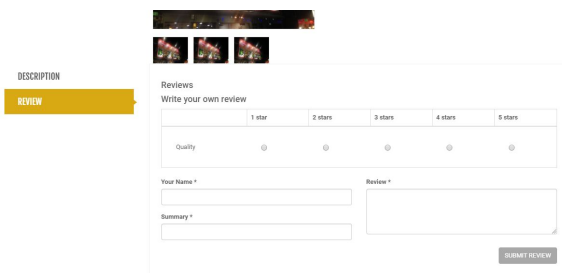 DESCRIPTION
REVIEW
Reviews
Write your own review
1 star 2 stars 3 stars 4 stars 5 stars
Quality
Your Name *
Summary *
Review *
SUBMIT REVIEW